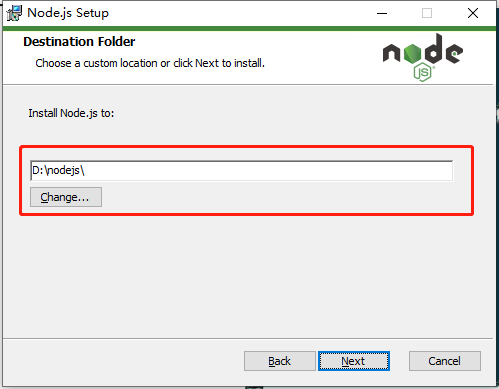 Node.js Setup
Destination Folder
Choose a custom location or click Next to install.
node
JS
Install Node.js to:
D:\nodejs\
Change...
Back
Next
Cancel